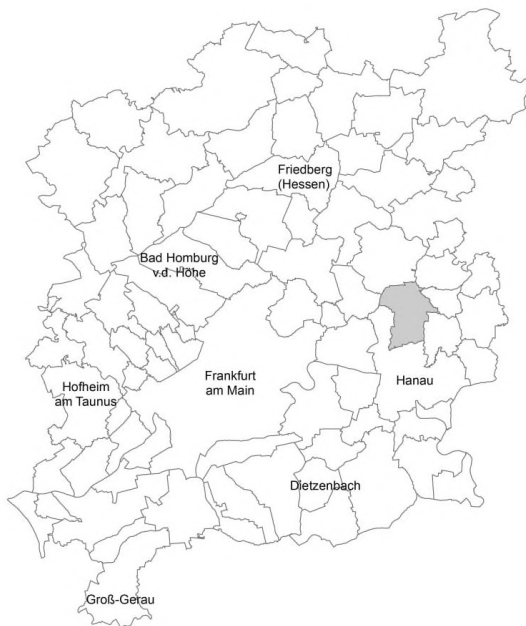 Friedberg
(Hessen)
Bad Homburg
v.d. Höhe
Hofheim
am Taunus
Frankfurt
am Main
Hanau
Dietzenbach
Groß-Gerau